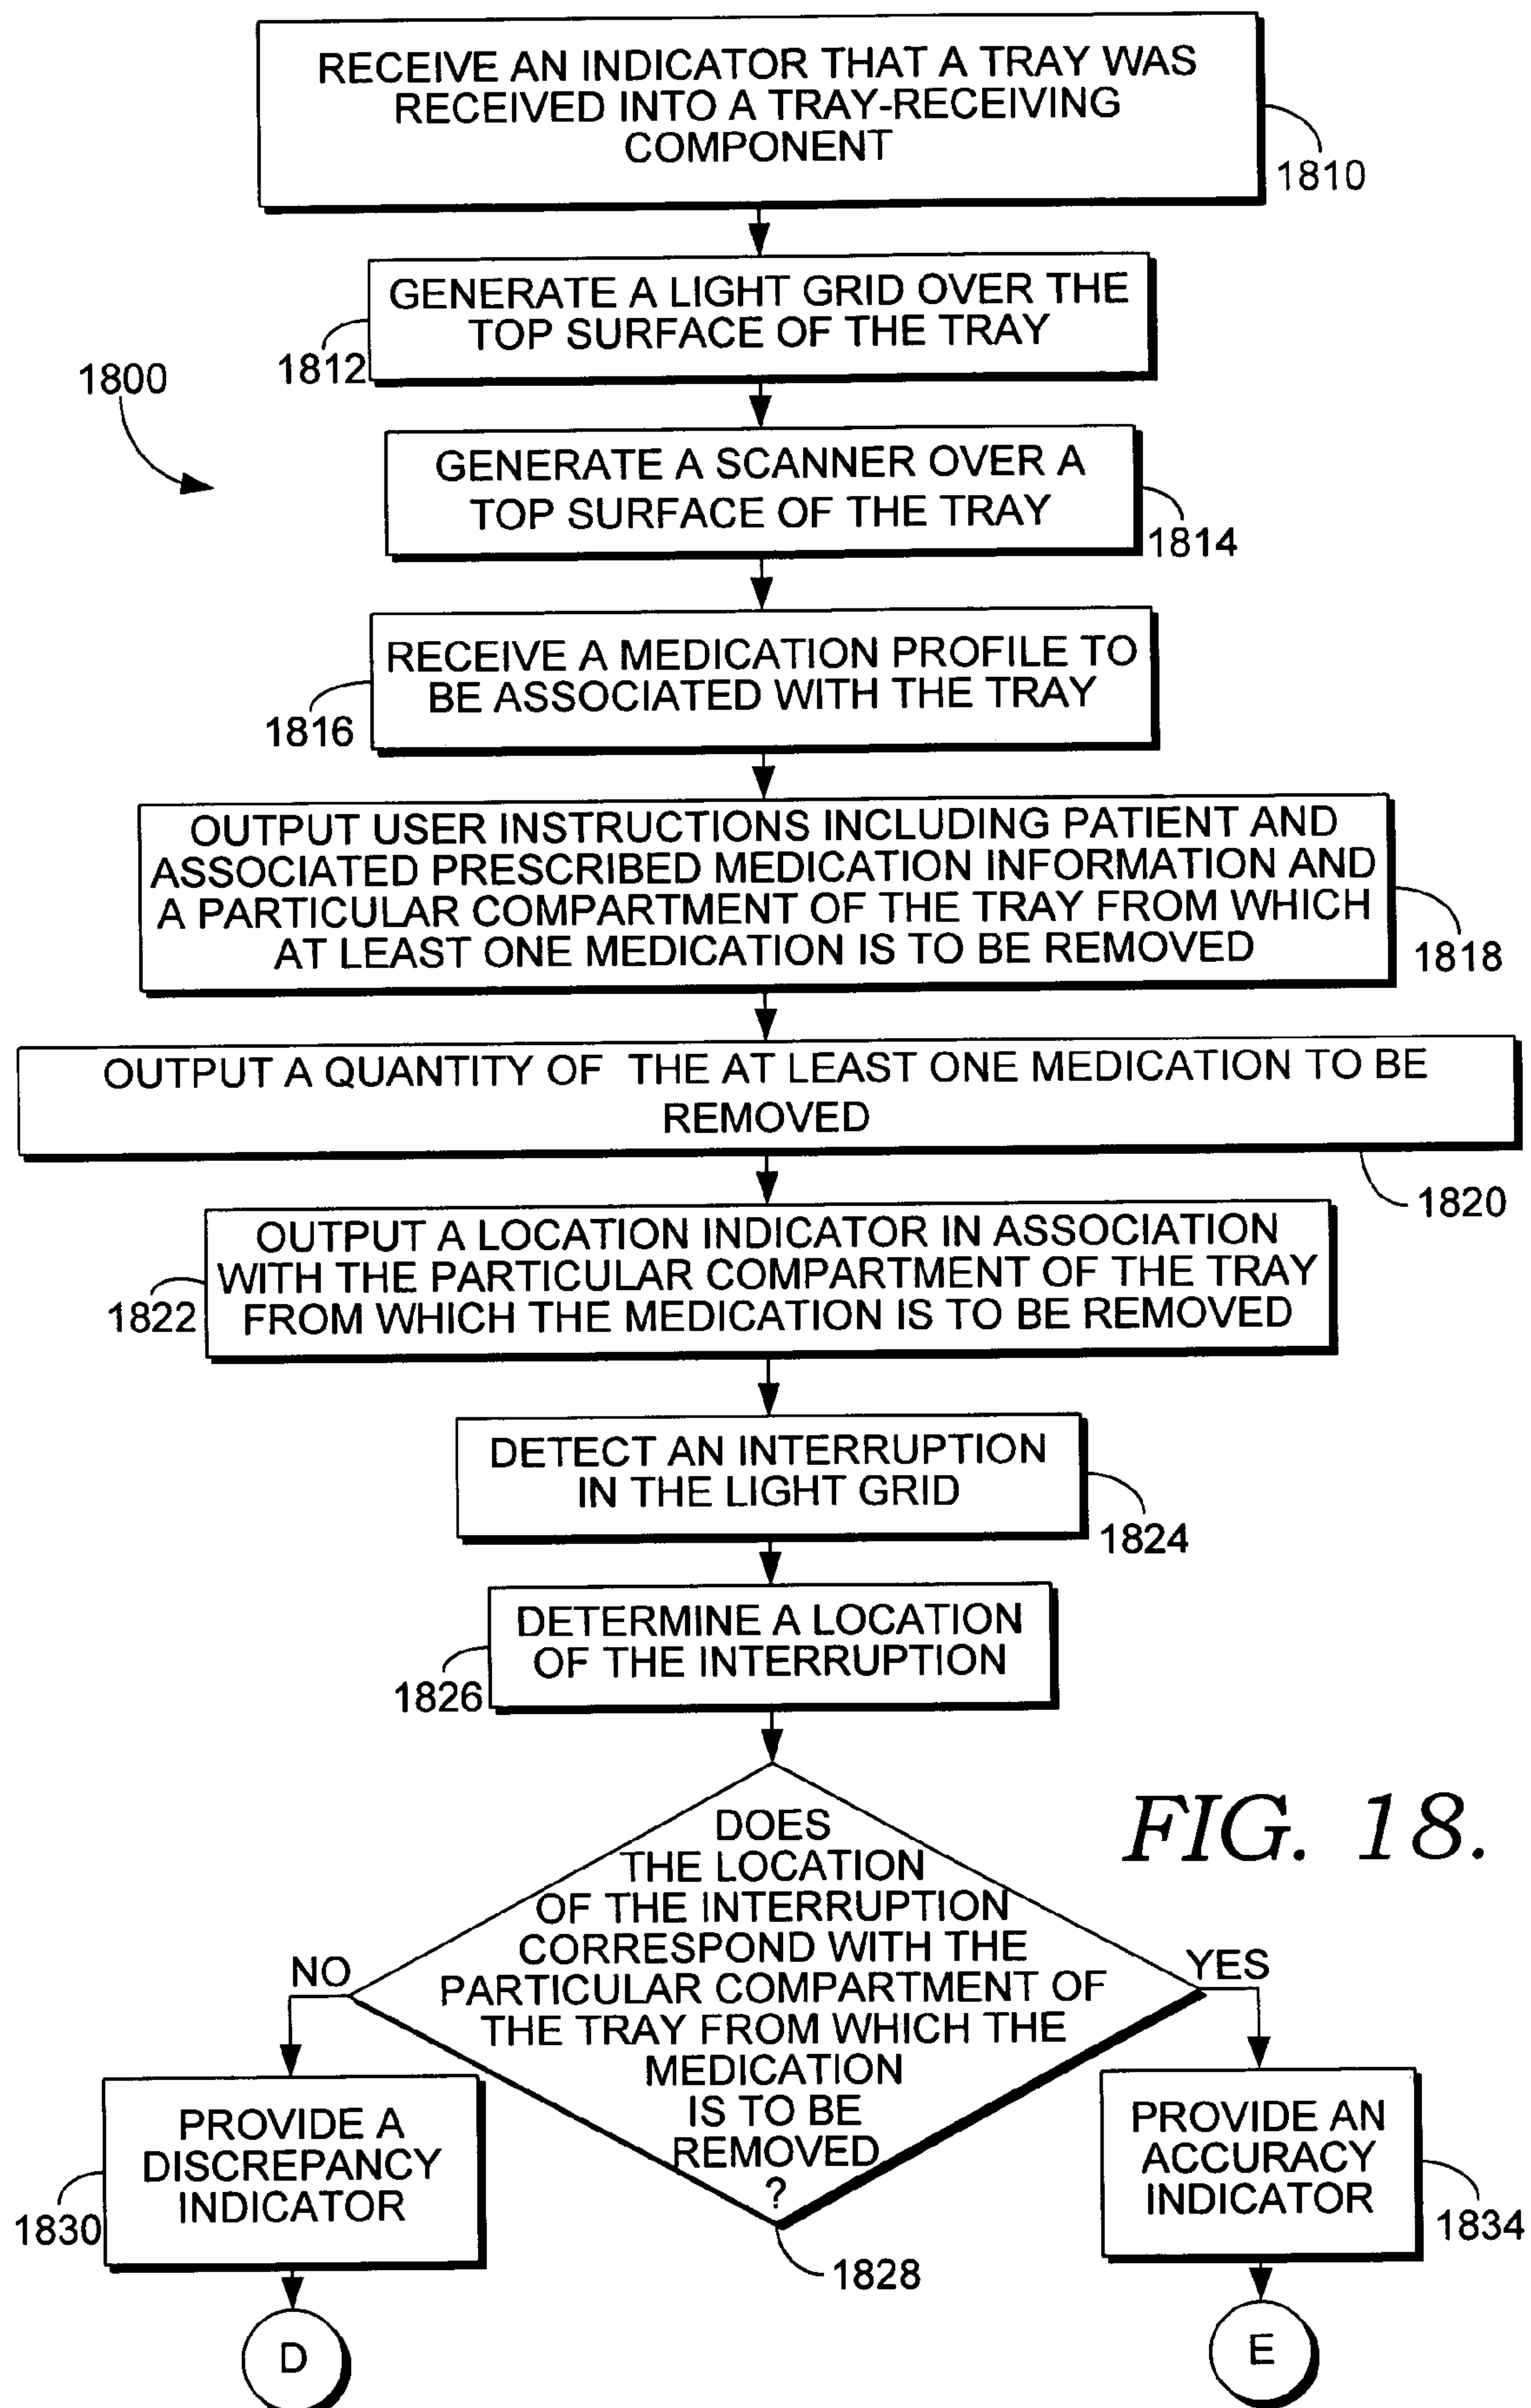 RECEIVE AN INDICATOR THAT A TRAY WAS
RECEIVED INTO A TRAY-RECEIVING
COMPONENT
1810
GENERATE A LIGHT GRID OVER THE
TOP SURFACE OF THE TRAY
1812
1800
GENERATE A SCANNER OVER A
TOP SURFACE OF THE TRAY
1814
RECEIVE A MEDICATION PROFILE TO
BE ASSOCIATED WITH THE TRAY
1816
OUTPUT USER INSTRUCTIONS INCLUDING PATIENT AND
ASSOCIATED PRESCRIBED MEDICATION INFORMATION AND
A PARTICULAR COMPARTMENT OF THE TRAY FROM WHICH
AT LEAST ONE MEDICATION IS TO BE REMOVED
1818
OUTPUT A QUANTITY OF THE AT LEAST ONE MEDICATION TO BE
REMOVED
1820
OUTPUT A LOCATION INDICATOR IN ASSOCIATION
WITH THE PARTICULAR COMPARTMENT OF THE TRAY
FROM WHICH THE MEDICATION IS TO BE REMOVED
1822
DETECT AN INTERRUPTION
IN THE LIGHT GRID
1824
DETERMINE A LOCATION
OF THE INTERRUPTION
1826
FIG. 18.
DOES
THE LOCATION
OF THE INTERRUPTION
CORRESPOND WITH THE
PARTICULAR COMPARTMENT OF
THE TRAY FROM WHICH THE
MEDICATION
IS TO BE
REMOVED
?
1828
NO
YES
PROVIDE A
DISCREPANCY
INDICATOR
1830
PROVIDE AN
ACCURACY
INDICATOR
1834
D
E